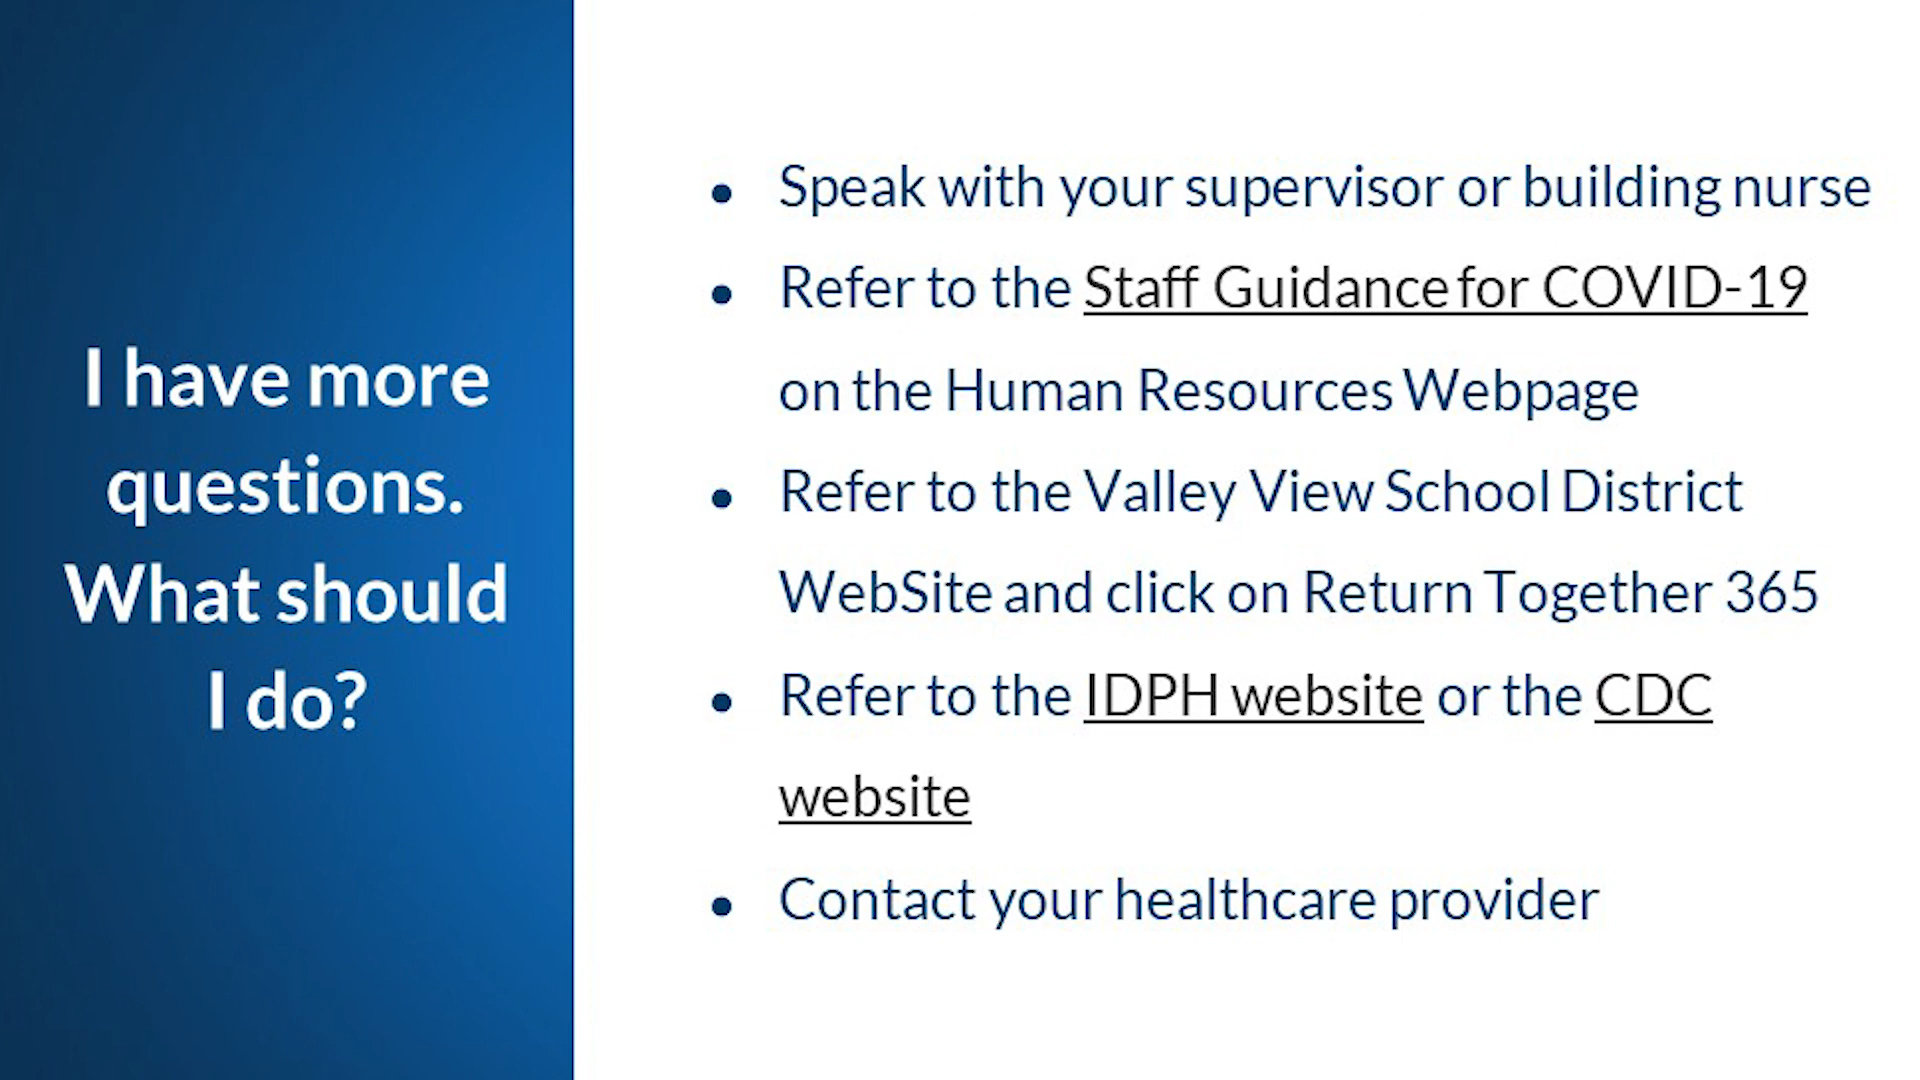 I have more
questions.
What should
I do?
• Speak with your supervisor or building nurse
• Refer to the Staff Guidance for COVID-19
on the Human Resources Webpage
• Refer to the Valley View School District
WebSite and click on Return Together 365
• Refer to the IDPH website or the CDC
website
• Contact your healthcare provider